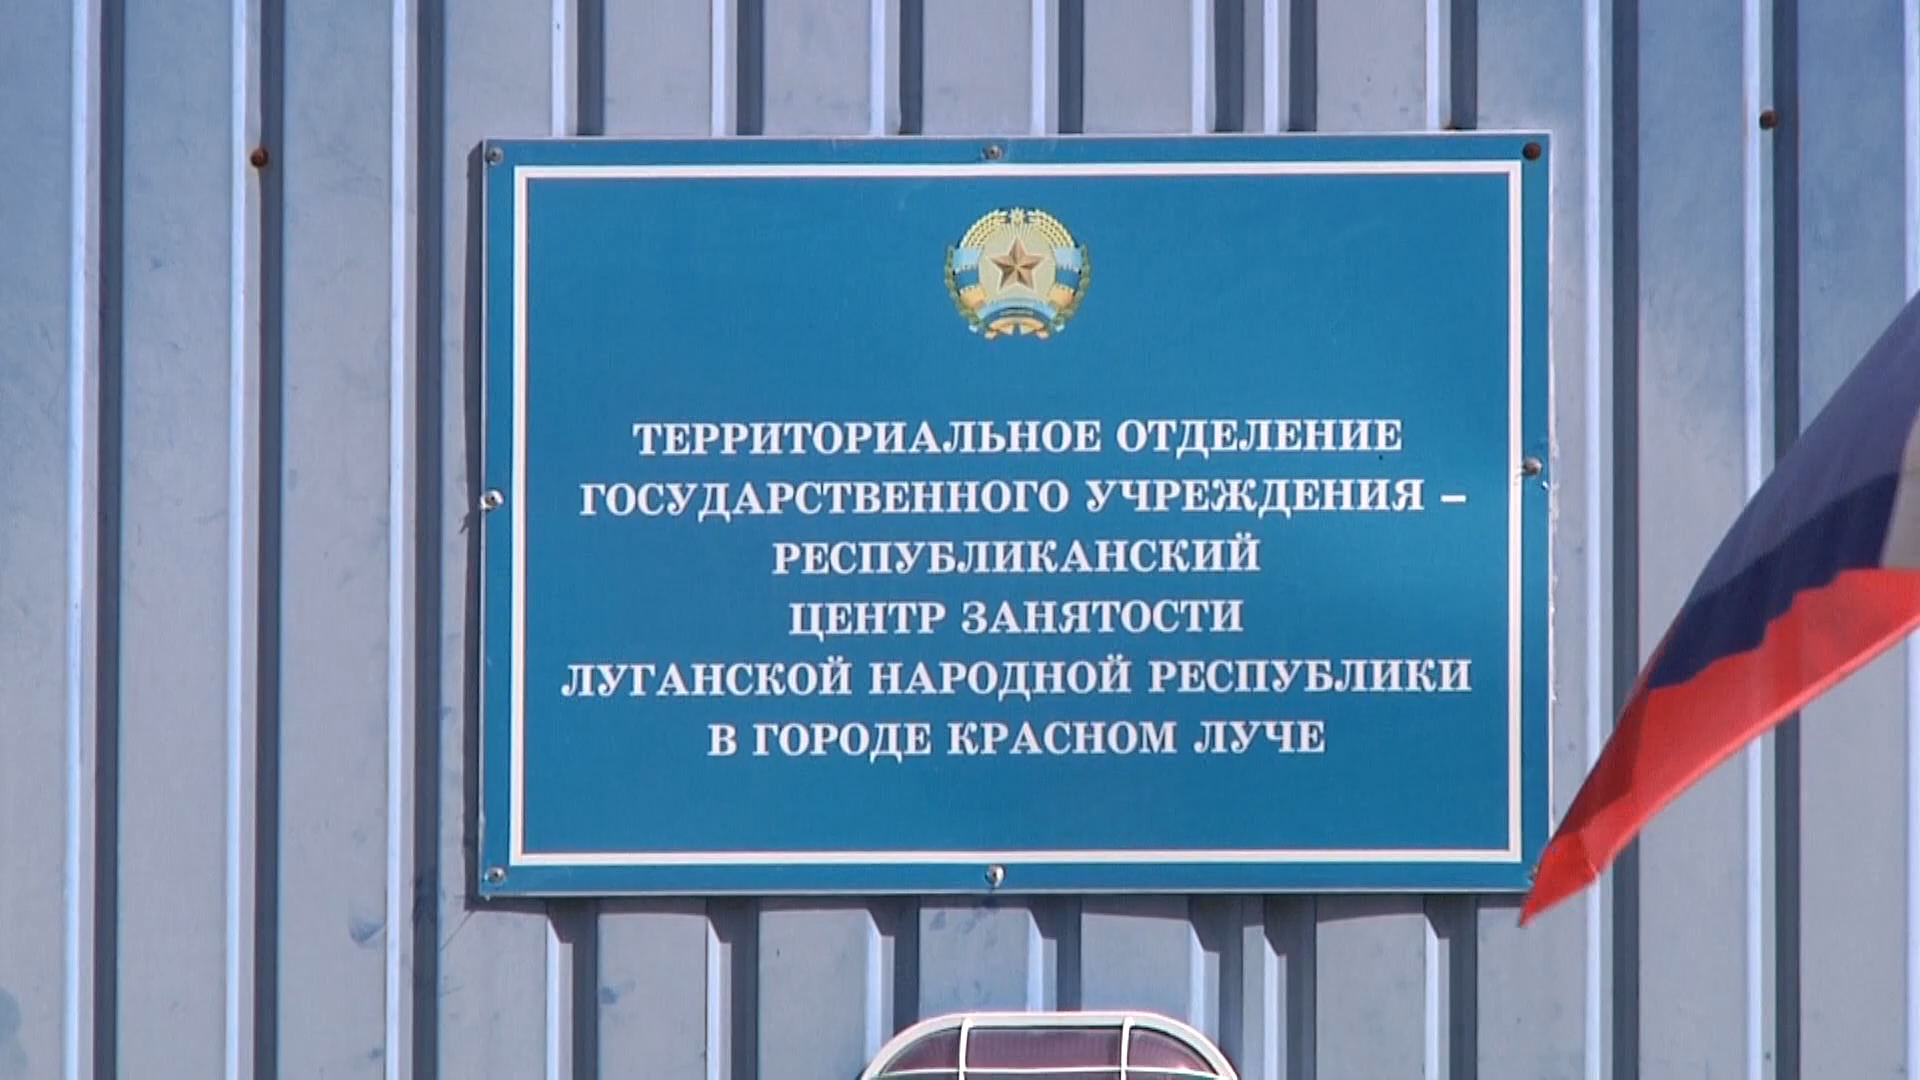 ТЕРРИТОРИАЛЬНОЕ ОТДЕЛЕНИЕ
ГОСУДАРСТВЕННОГО УЧРЕЖДЕНИЯ –
РЕСПУБЛИКАНСКИЙ
ЦЕНТР ЗАНЯТОСТИ
ЛУГАНСКОЙ НАРОДНОЙ РЕСПУБЛИКИ
В ГОРОДЕ КРАСНОМ ЛУЧЕ